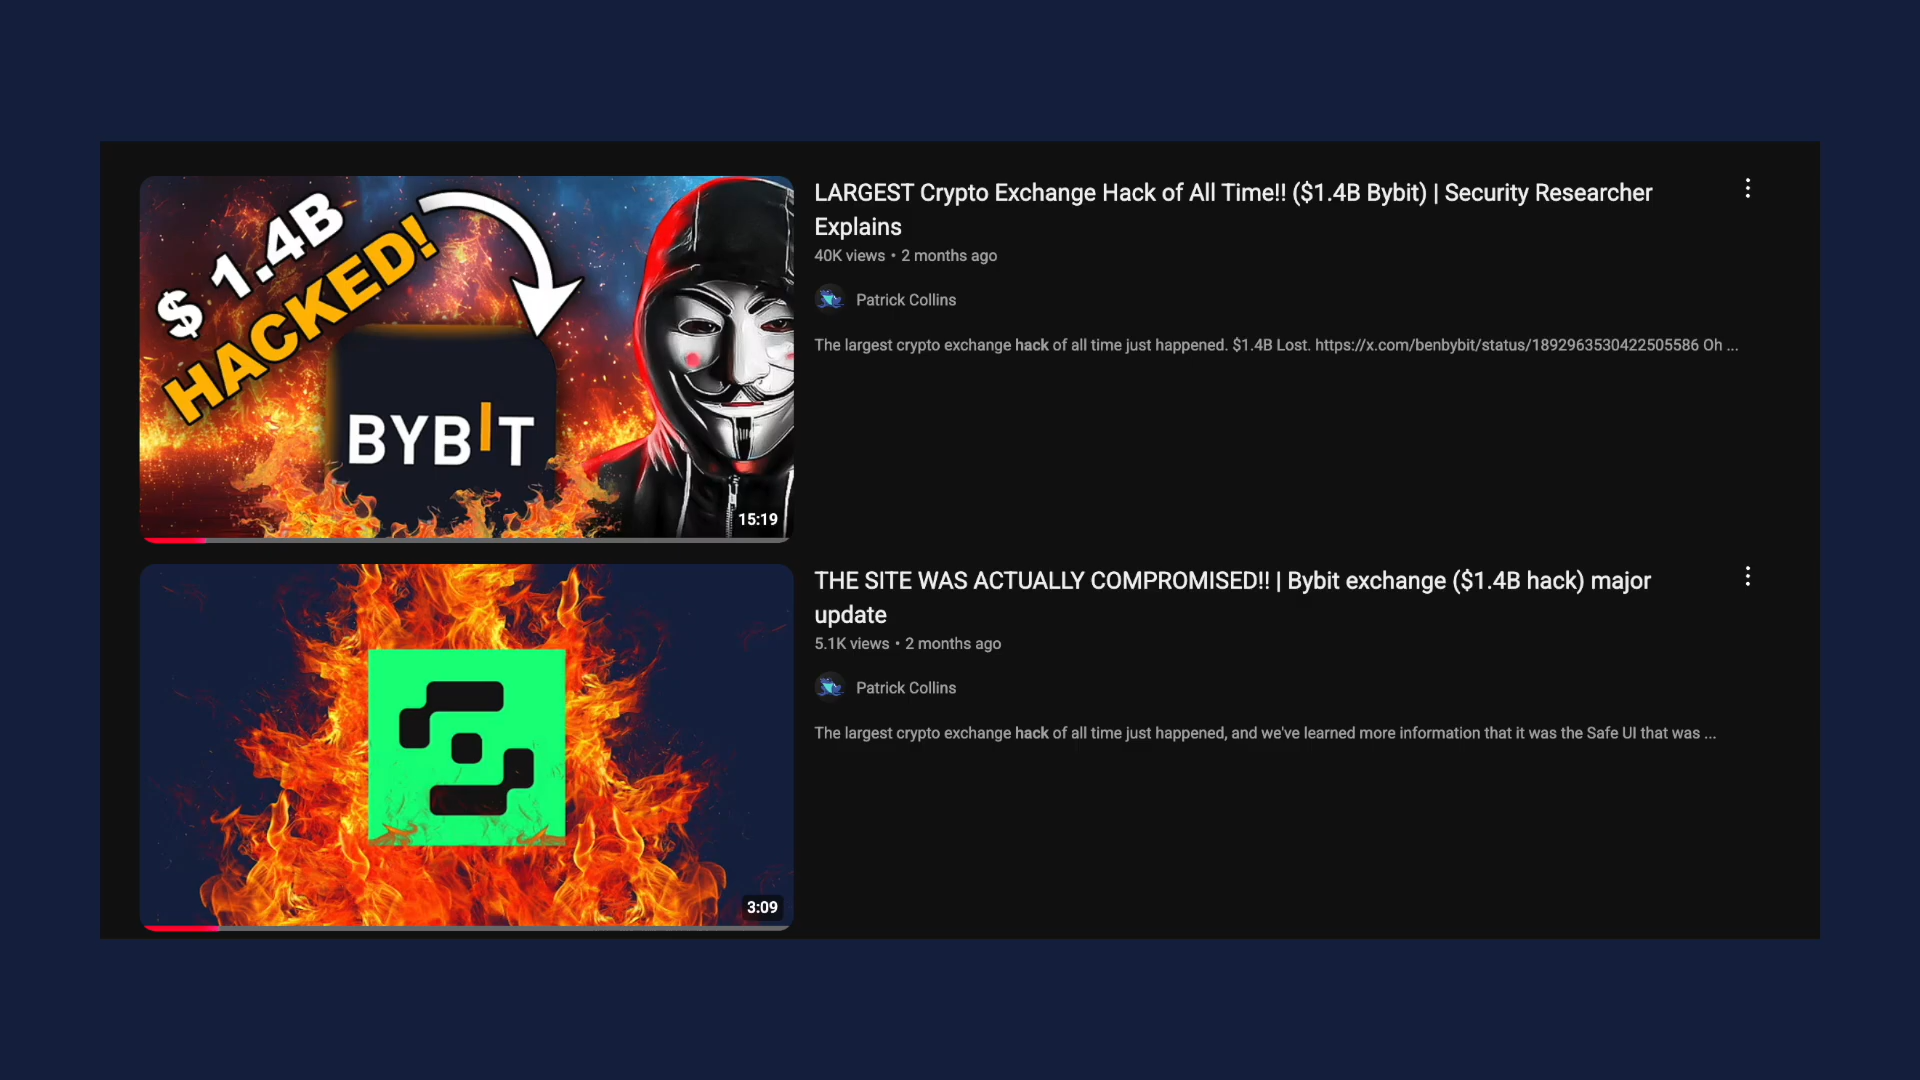 $ 1.4B
HACKED!
BYBIT
15:19
LARGEST Crypto Exchange Hack of All Time!! ($1.4B Bybit) | Security Researcher
Explains
40K views • 2 months ago
Patrick Collins
The largest crypto exchange hack of all time just happened. $1.4B Lost. https://x.com/benbybit/status/1892963530422505586 Oh ...
3:09
THE SITE WAS ACTUALLY COMPROMISED!! | Bybit exchange ($1.4B hack) major
update
5.1K views • 2 months ago
Patrick Collins
The largest crypto exchange hack of all time just happened, and we've learned more information that it was the Safe UI that was ...